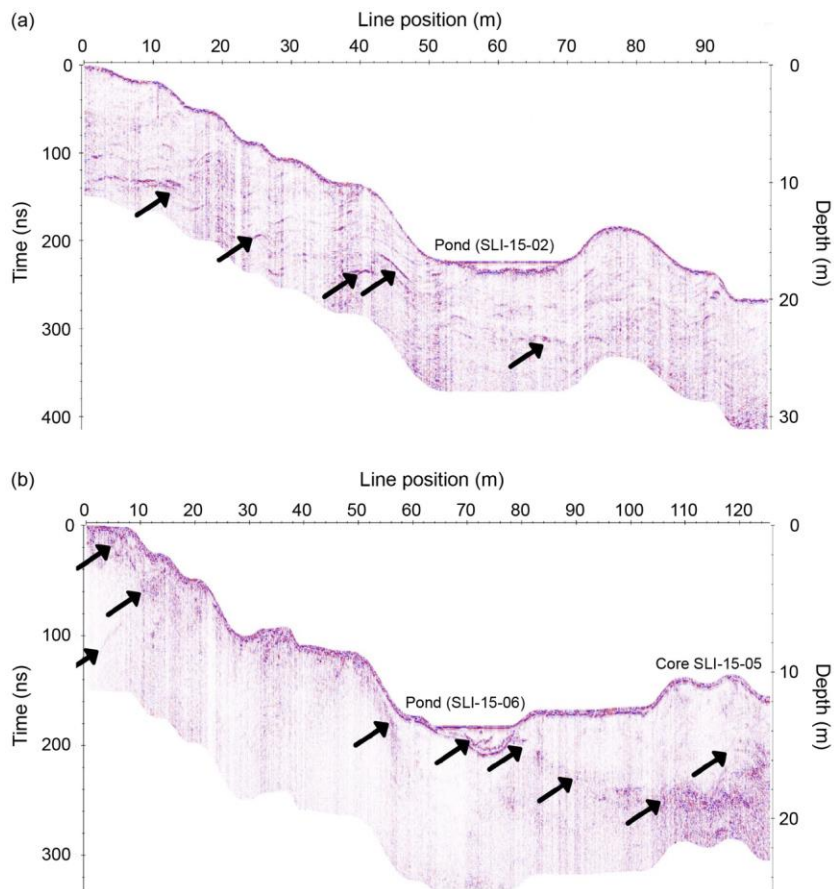 (a)
Line position (m)
0 10 20 30 40 50 60 70 80 90
0
100
200
300
400
Time (ns)
0
10
20
30
Depth (m)
Pond (SLI-15-02)
(b)
Line position (m)
0 10 20 30 40 50 60 70 80 90 100 110 120
0
100
200
300
Time (ns)
0
10
20
Depth (m)
Core SLI-15-05
Pond (SLI-15-06)